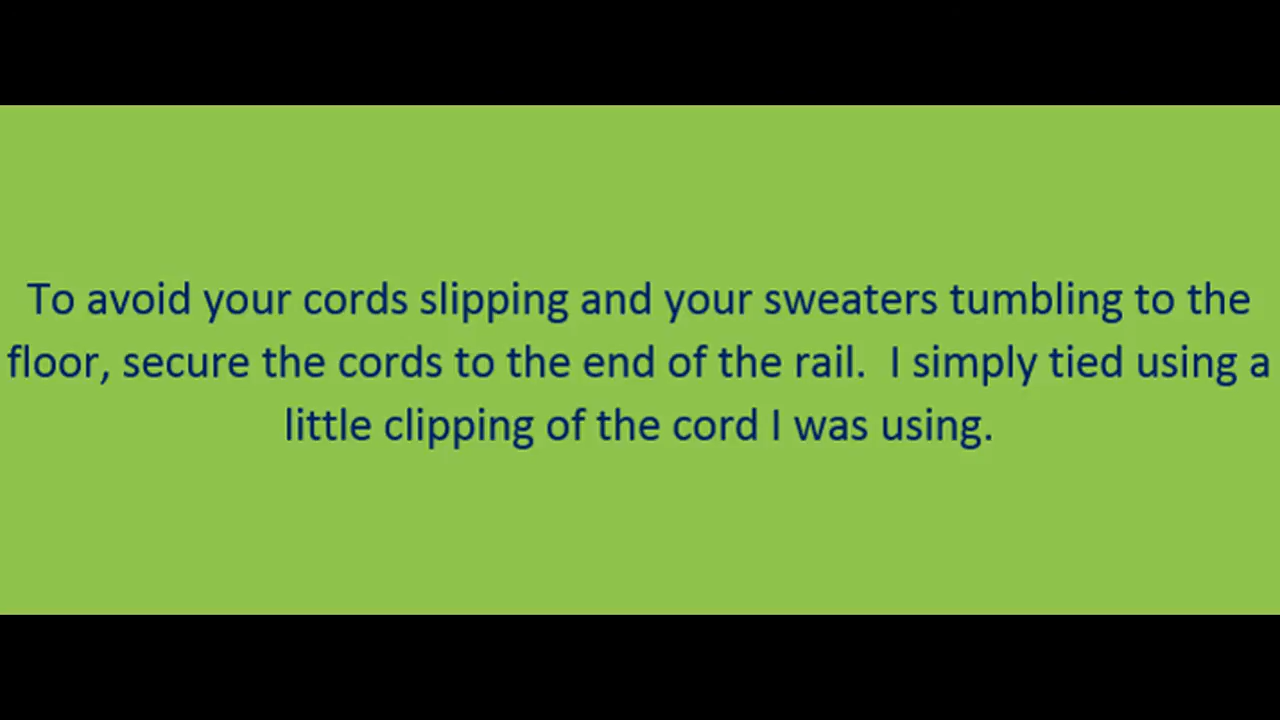 To avoid your cords slipping and your sweaters tumbling to the
floor, secure the cords to the end of the rail.  I simply tied using a
little clipping of the cord I was using.